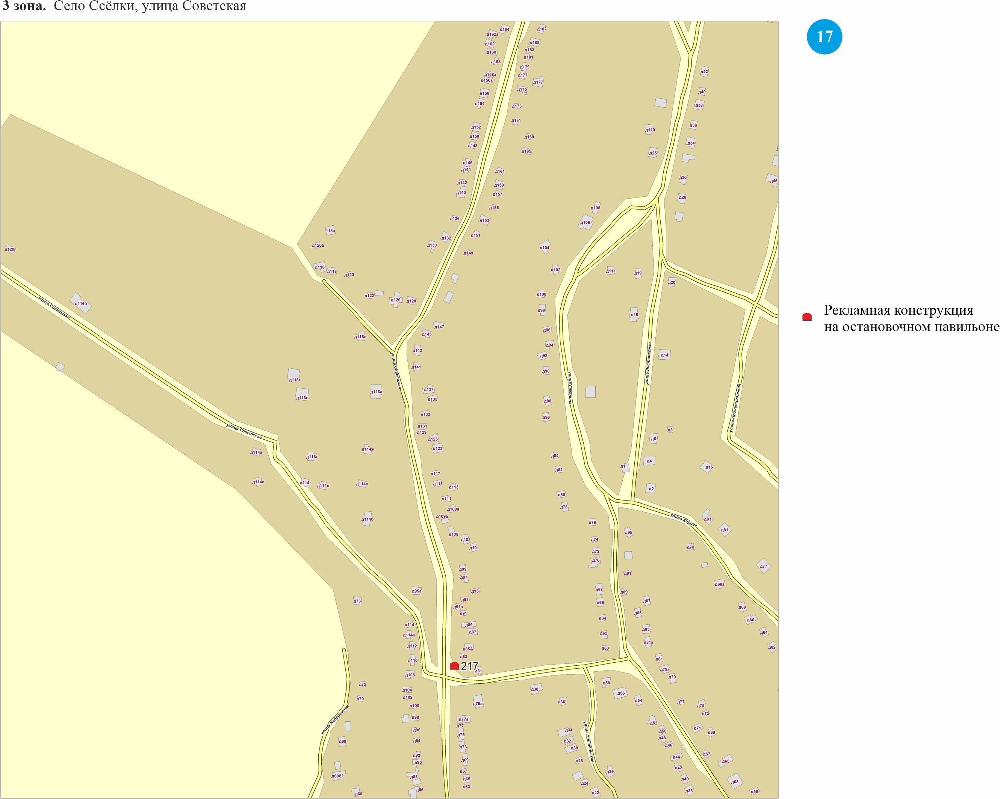 3 зона. Село Ссёлки, улица Советская
17
д164
д187
д162а
д162
д185
д160
д183
д181
д158
д179
д42
д158а
д177
д156а
д177
д175
д40
д156
д154
д173
д38
д171
д36
д152
д110
д150
д169
д148
д34
д165
д25
д146
д144
д161
д30
д45
д142
д159
д140
д157
д28
д155
д108
д136
д153
д106
118а
д151
д132
д120а
д130
д104
д120г
д149
д116
д118
д120
д102
д111
д19
д20
д122
д126
д128
д100
д116б
улица.Советская
д98
д15
Рекламная конструкция
на остановочном павильоне
д147
д145
д96
д116в
д94
д143
д92
д14
д141
д90
улица.Советская
улица.Гагарина
улица.Листопадная
улица.Провинциальная
д118г
д137
д116а
д118в
д135
д88
д133
д86
д131
д129
улица.Советская
д125
д8
д6
д123
д114ж
д114а
д116г
д84
д4
д1
д15
д82
д117
д114е
д114г
д114д
д114в
д115
д113
д2
д80
д111
д78
д109а
д109а
д114б
улица.Кирова
д83
д76
д81
д105
д95
д103
д74
д101
д70
д72
д70
д99
д77
д97
д91
д68а
д95а
д95
д68
д89
д73
д93
д66
д87
д91а
д68
д91
д85
д64
д66
д114
д89
д87
д83
д64
д114а
д62
д81а
д112
д85А
д60
д62
д83
д81
д110
217
д81
д79а
д108
д79
д72
д58
д104
д38
д56
д102
д70
д79а
д36
д54
д77
д75
д100
д73
д98
д77а
д52
д77
д71
улица.Набережная
улица.Учительская
д96
д75
д34
д50
д69
д94
д69
д32
д48
д73
д30
д46
д92
д67
д90
д69
д28
д44
д65
д67
д39
д42
д68б
д88
д65
д24
д40
д63
д63
д86
д68
д22
д38
д59